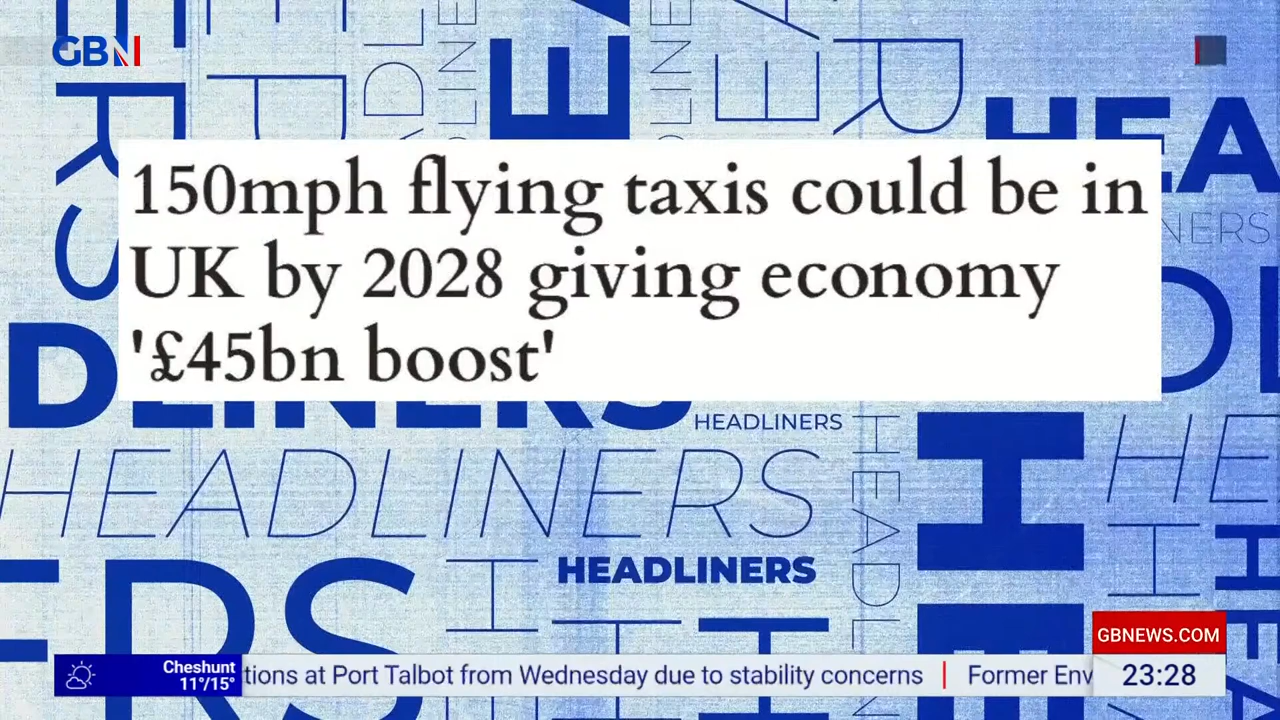 GBN
150mph flying taxis could be in
UK by 2028 giving economy
'£45bn boost'
HEADLINERS
HEADLINERS
HEADLINERS
GBNEWS.COM
Cheshunt
11°/15°
tions at Port Talbot from Wednesday due to stability concerns | Former Env
23:28